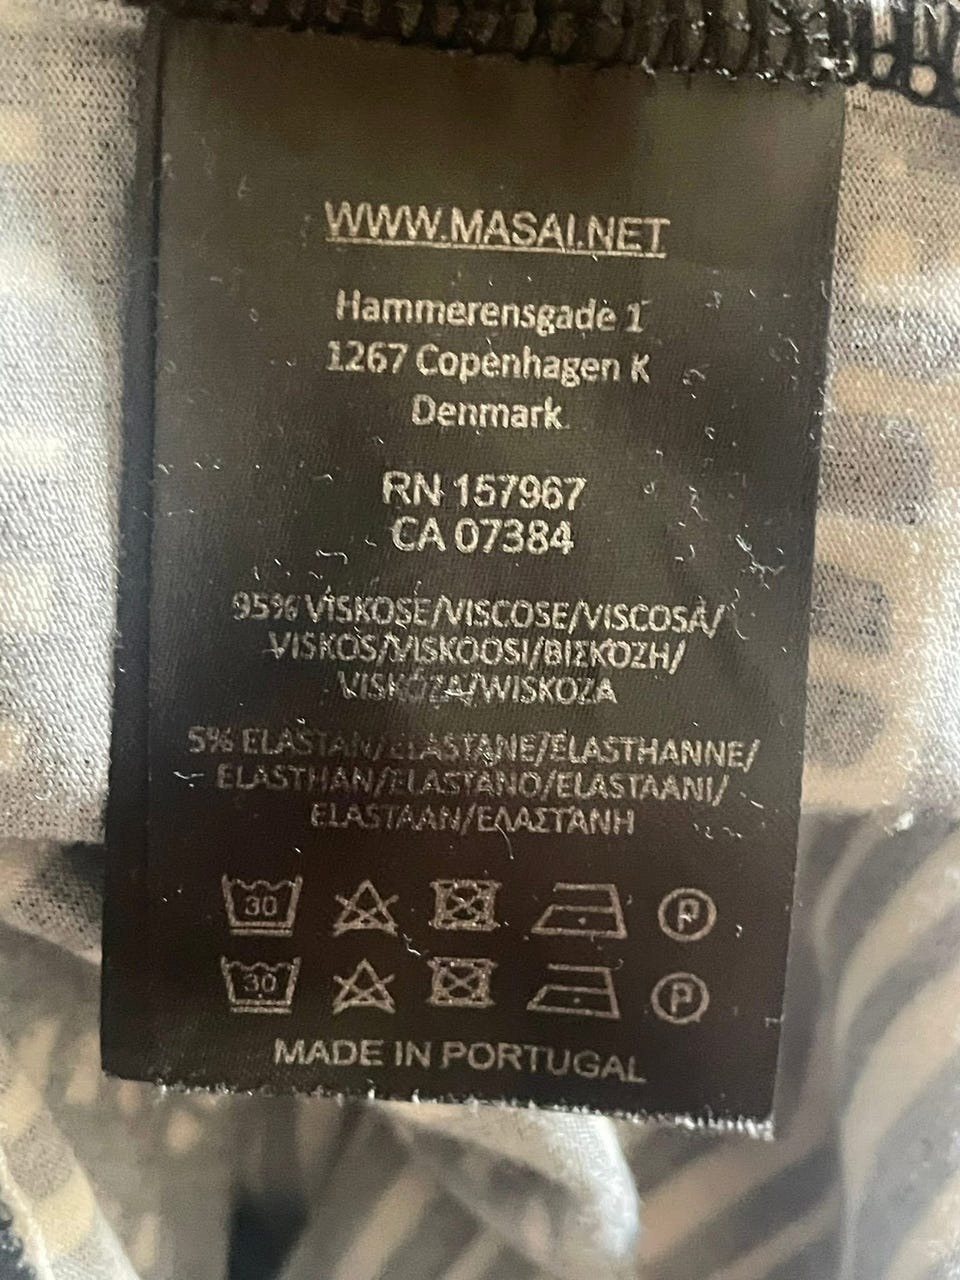 WWW.MASAI.NET
Hammerensgade 1
1267 Copenhagen K
Denmark
RN 157967
CA 07384
95% VISKOSE/VISCOSE/VISCOSA/
VISKOS/VISKOOSI/ΒΙΣΚΟΖΗ/
VISKÓZA/WISKOZA
5% ELASTAN/ELASTANE/ÉLASTHANNE/
ELASTHAN/ELASTANO/ELASTAANI/
ELASTAAN/ΕΛΑΣΤΑΝΗ
30 P
30 P
MADE IN PORTUGAL